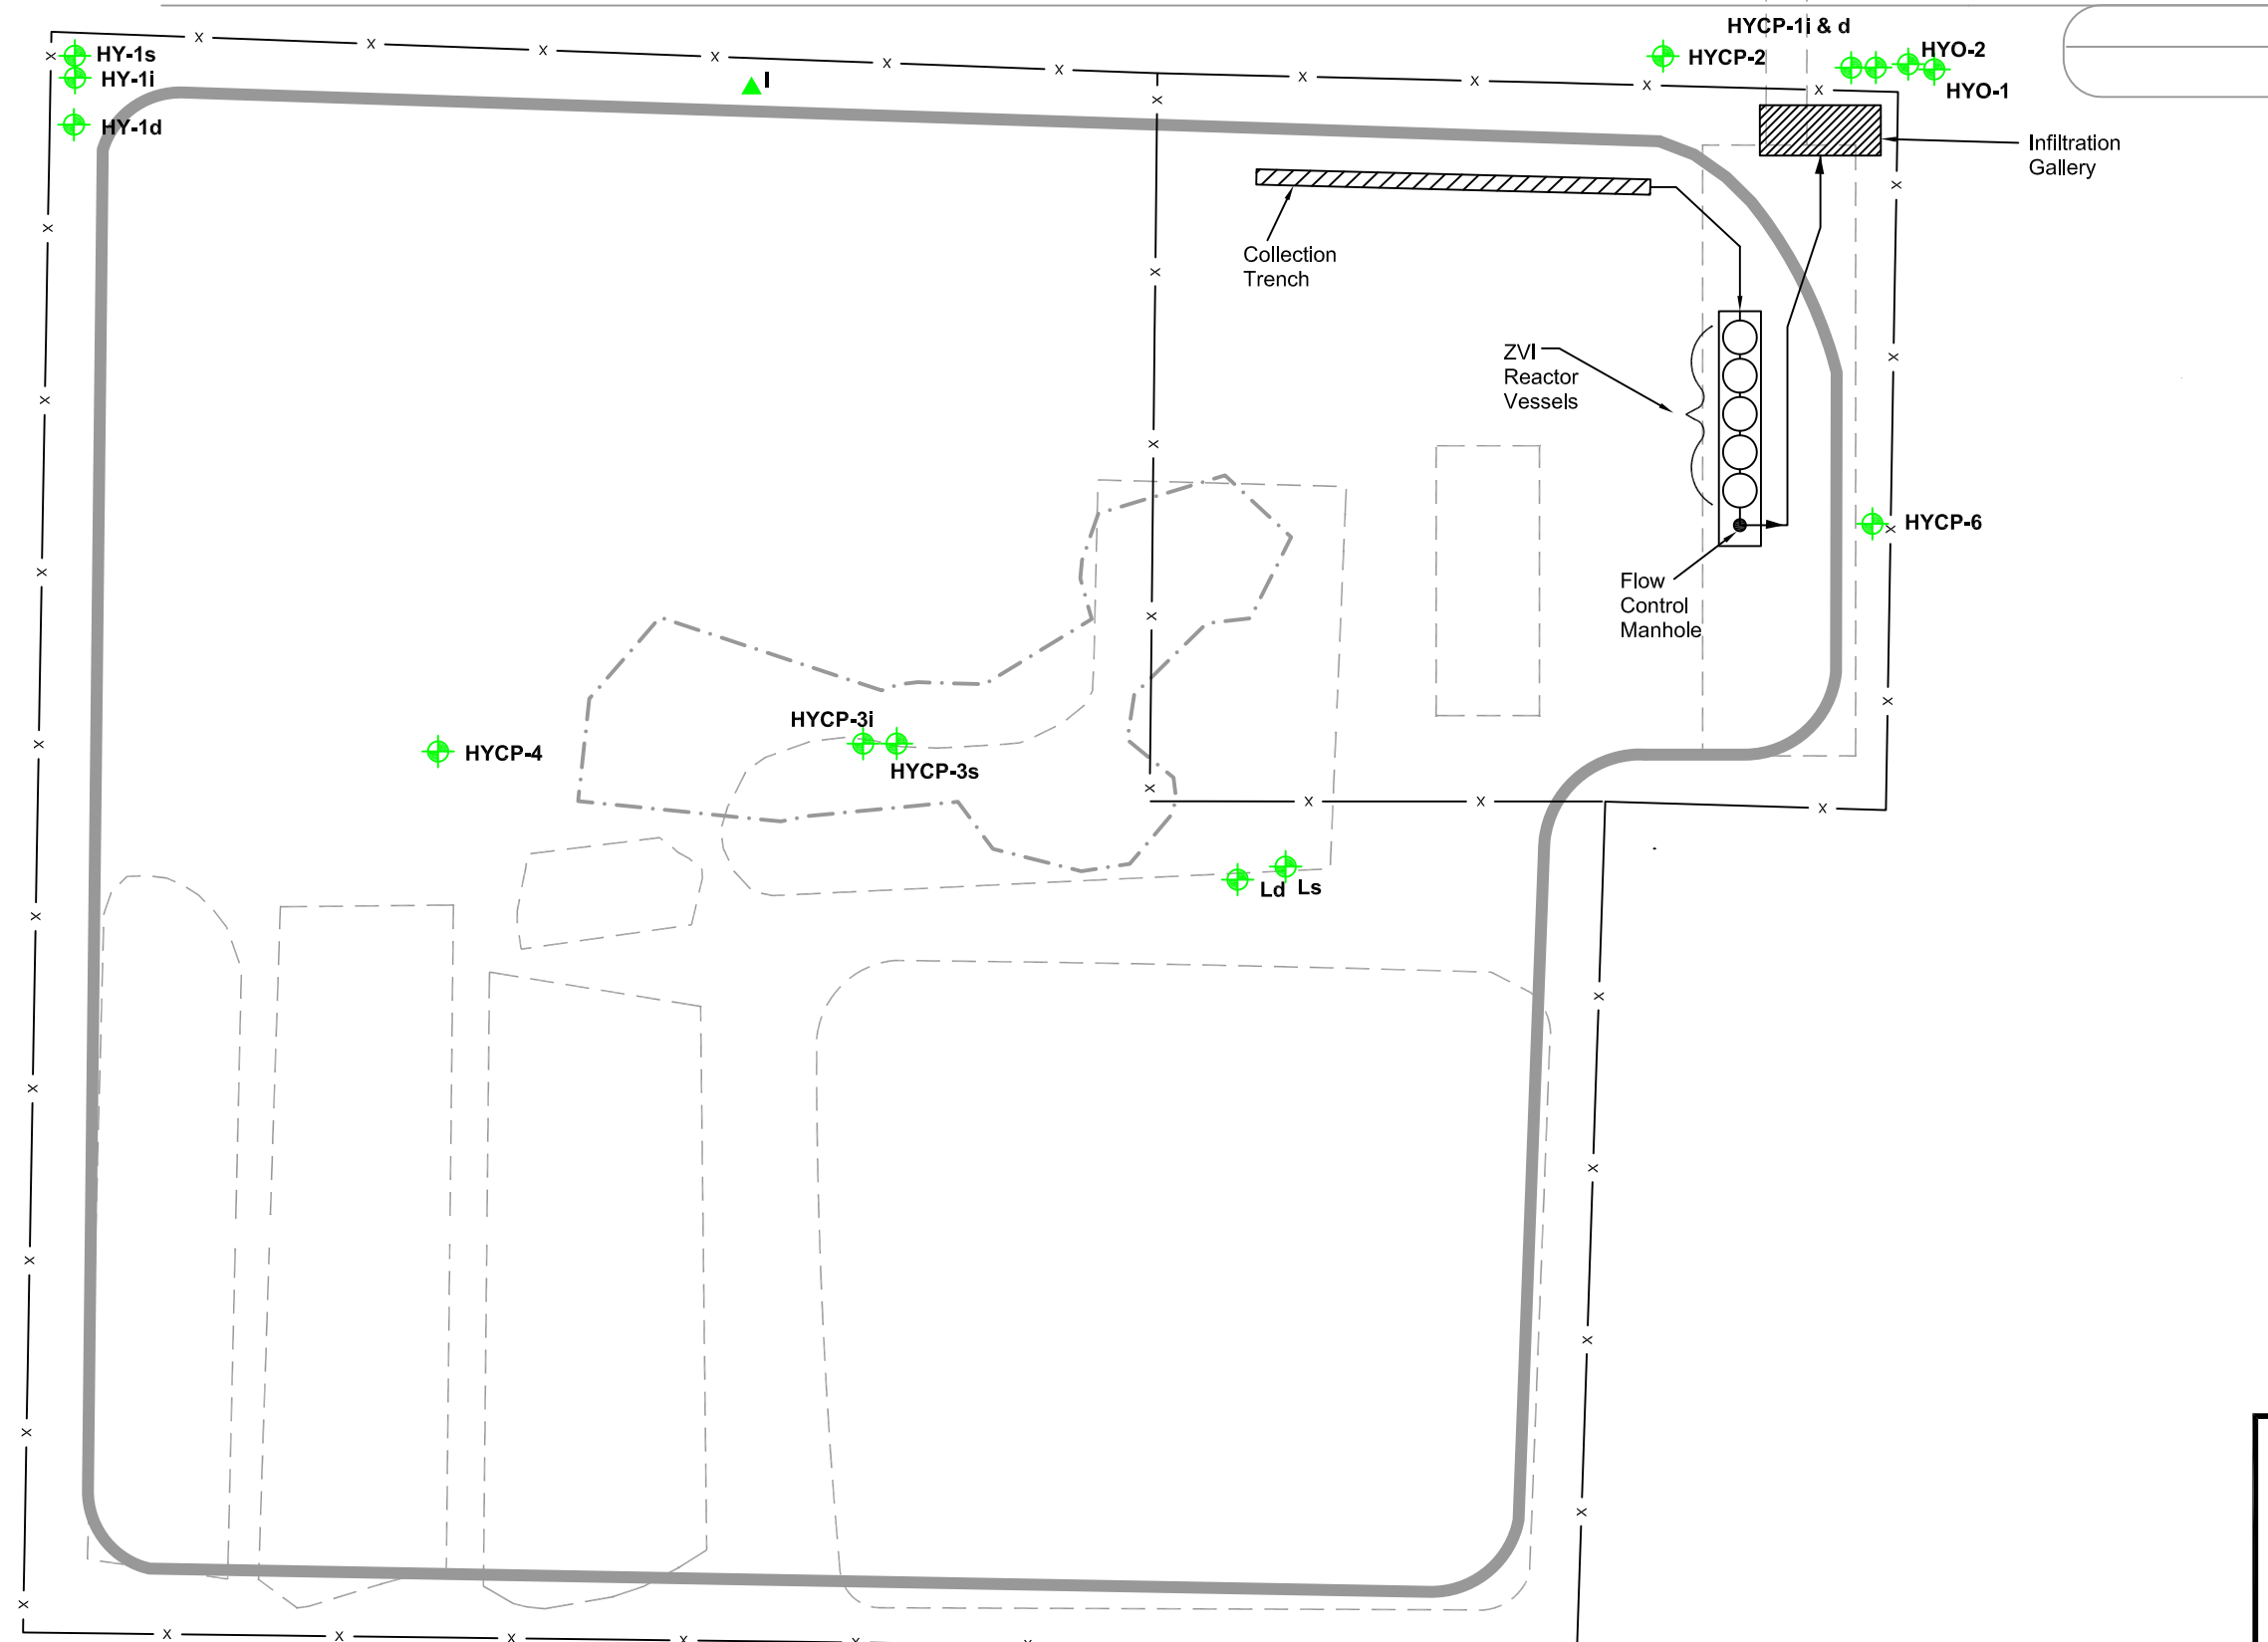 HYCP-1i & d
HY-1s
HYCP-2
HYO-2
HY-1i
I
HYO-1
HY-1d
Infiltration
Gallery
Collection
Trench
ZVI
Reactor
Vessels
HYCP-6
Flow
Control
Manhole
HYCP-3i
HYCP-4
HYCP-3s
Ld
Ls